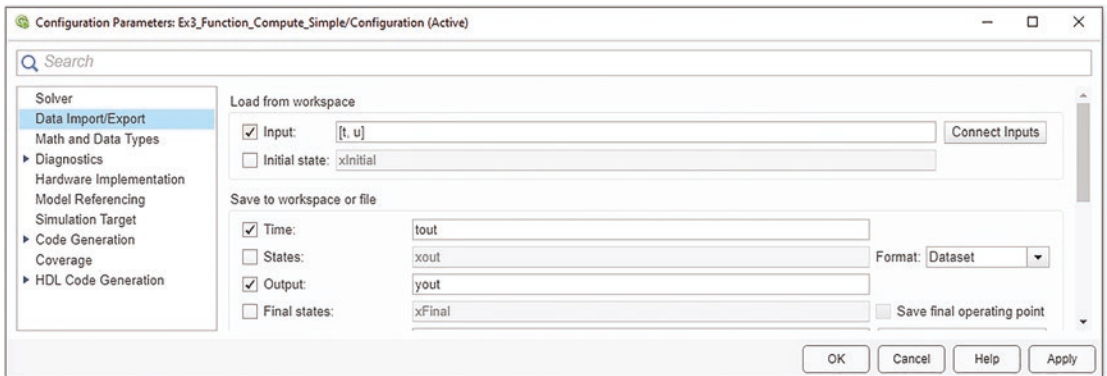 Configuration Parameters: Ex3_Function_Compute_Simple/Configuration (Active)
Search
Solver
Data Import/Export
Math and Data Types
Diagnostics
Hardware Implementation
Model Referencing
Simulation Target
Code Generation
Coverage
HDL Code Generation
Load from workspace
Input: [t, u] Connect Inputs
Initial state: xInitial
Save to workspace or file
Time: tout
States: xout Format: Dataset
Output: yout
Final states: xFinal Save final operating point
OK Cancel Help Apply